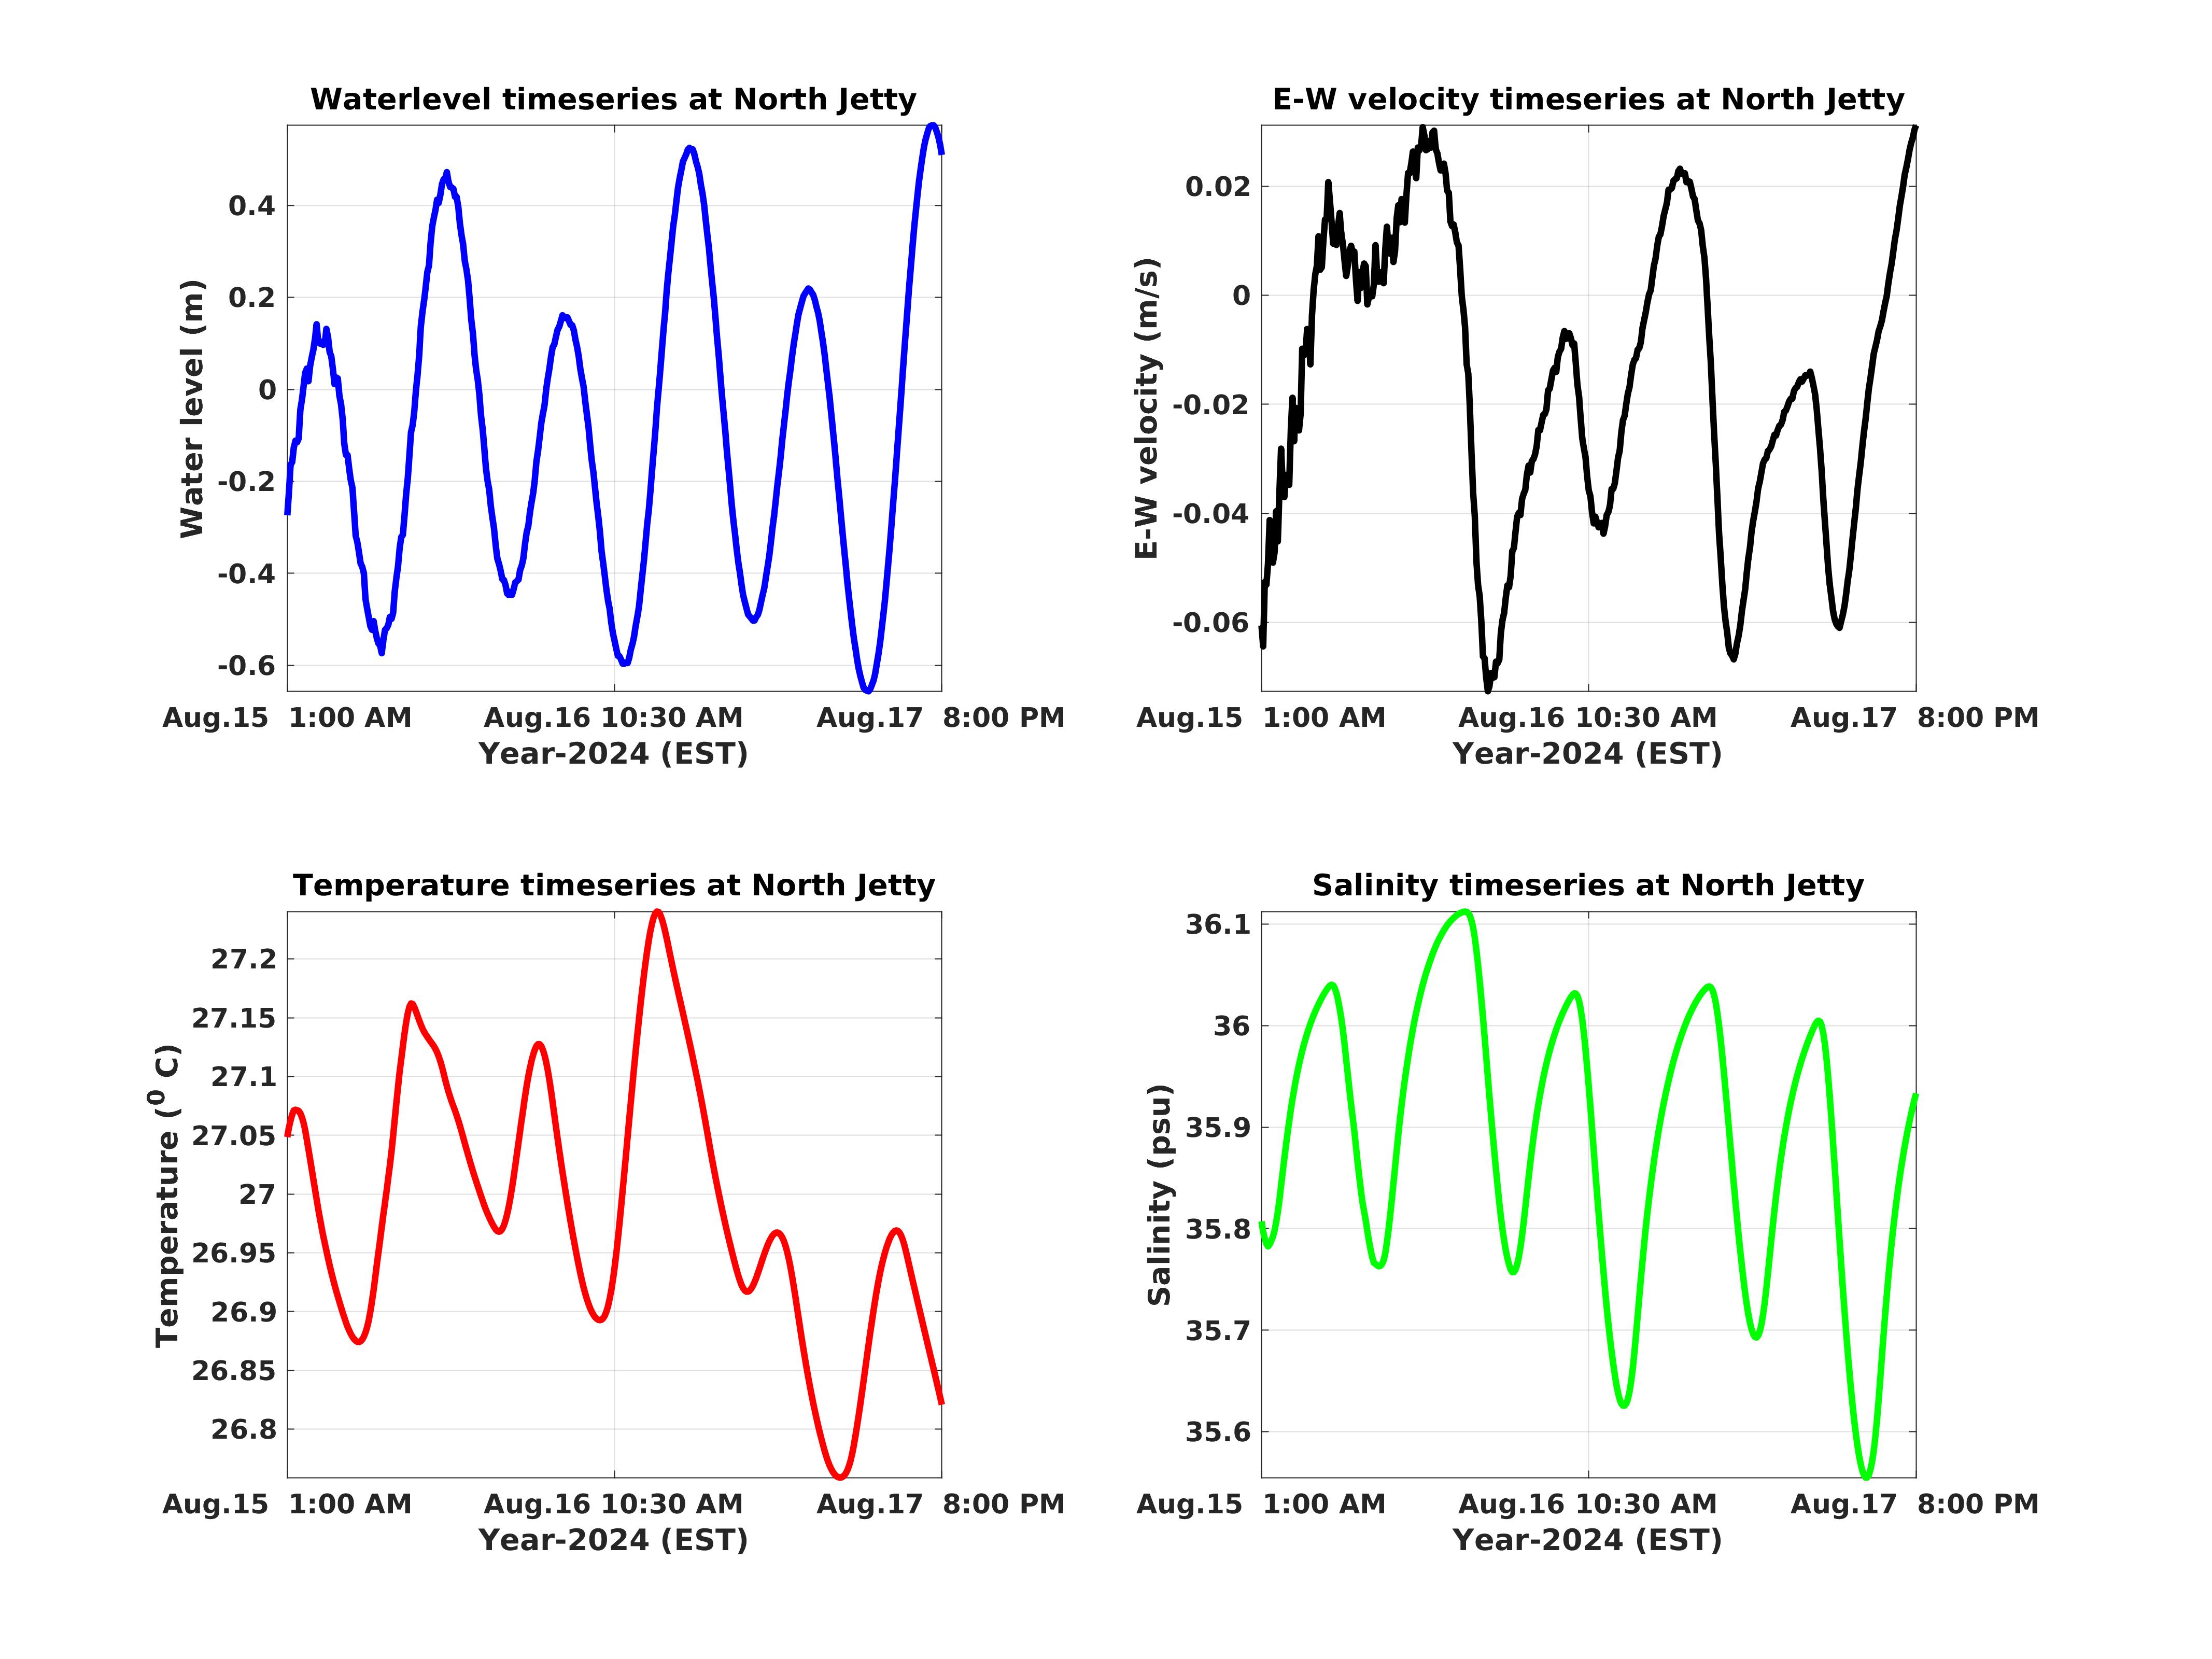 Waterlevel timeseries at North Jetty
Water level (m)
0.4
0.2
0
-0.2
-0.4
-0.6
Aug.15 1:00 AM
Aug.16 10:30 AM
Aug.17 8:00 PM
Year-2024 (EST)
E-W velocity timeseries at North Jetty
E-W velocity (m/s)
0.02
0
-0.02
-0.04
-0.06
Aug.15 1:00 AM
Aug.16 10:30 AM
Aug.17 8:00 PM
Year-2024 (EST)
Temperature timeseries at North Jetty
Temperature (⁰ C)
27.2
27.15
27.1
27.05
27
26.95
26.9
26.85
26.8
Aug.15 1:00 AM
Aug.16 10:30 AM
Aug.17 8:00 PM
Year-2024 (EST)
Salinity timeseries at North Jetty
Salinity (psu)
36.1
36
35.9
35.8
35.7
35.6
Aug.15 1:00 AM
Aug.16 10:30 AM
Aug.17 8:00 PM
Year-2024 (EST)